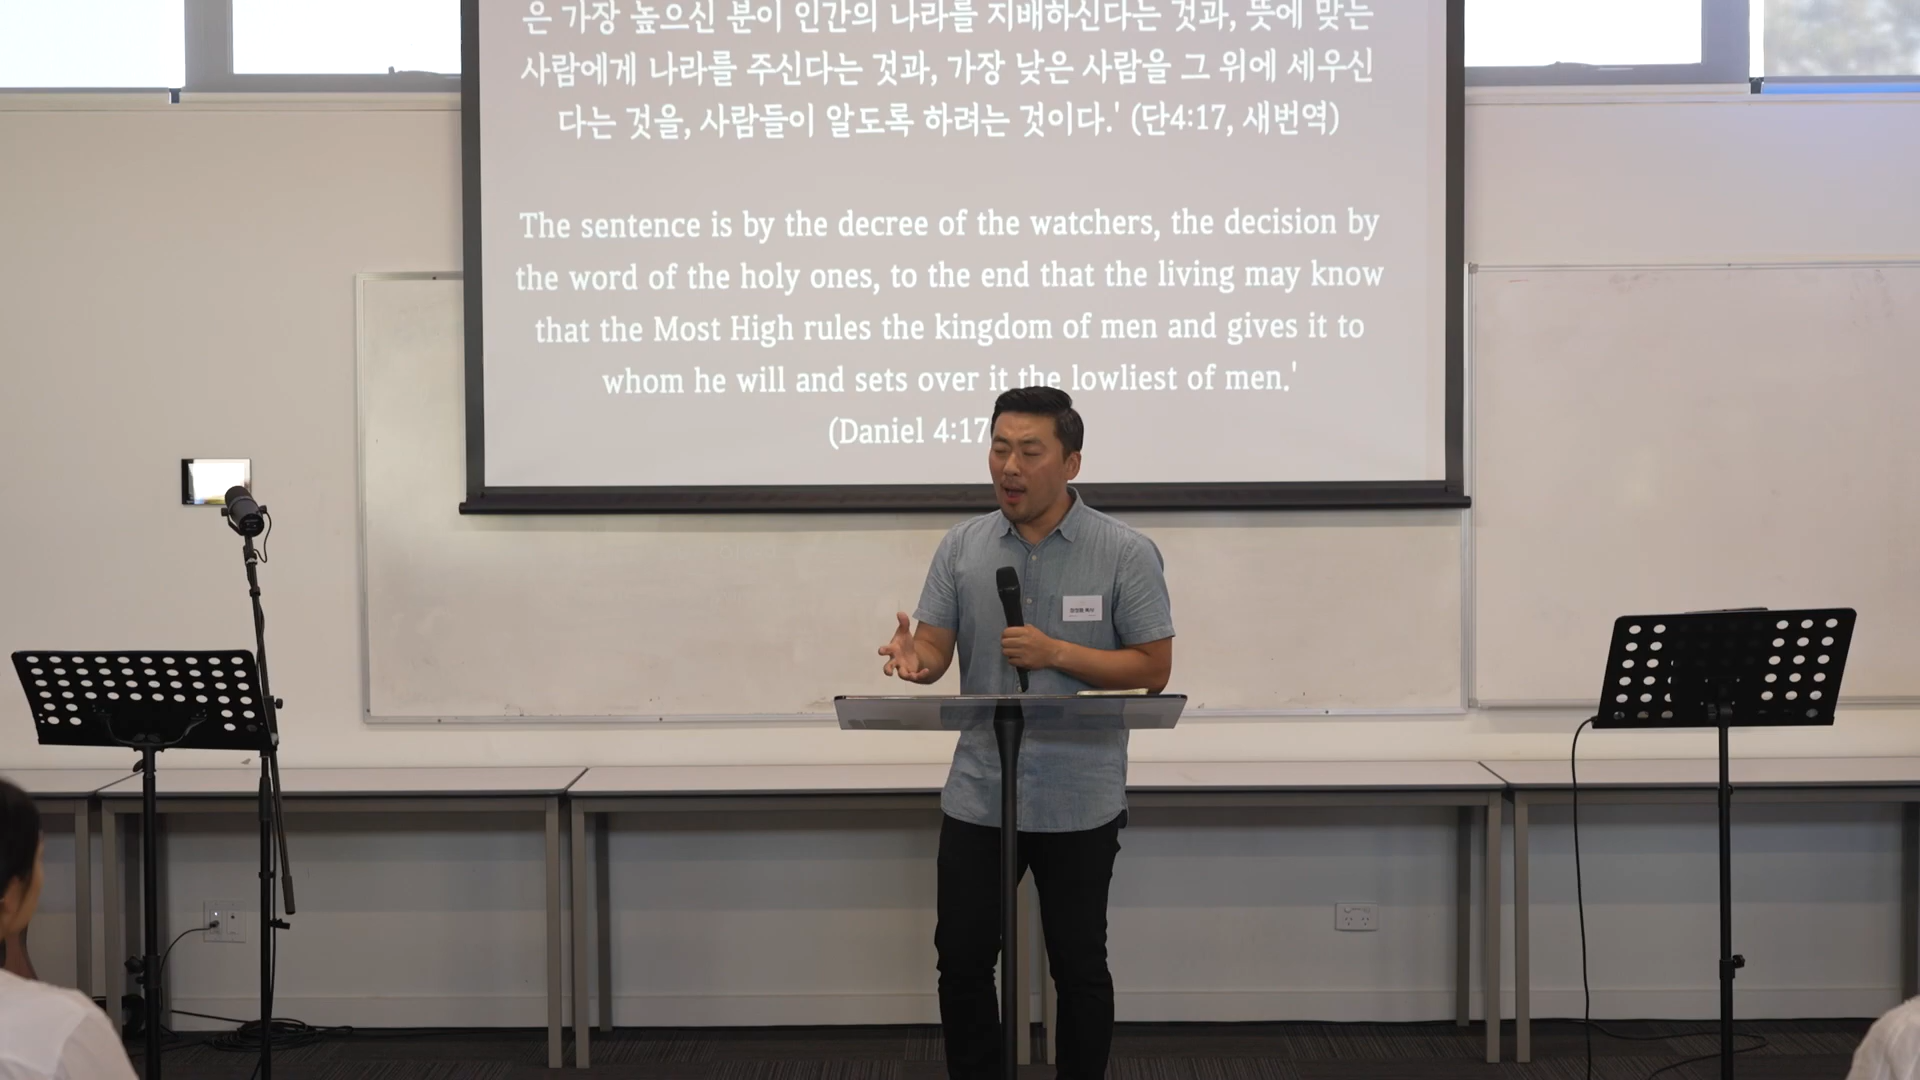 은 가장 높으신 분이 인간의 나라를 지배하신다는 것과, 뜻에 맞는
사람에게 나라를 주신다는 것과, 가장 낮은 사람을 그 위에 세우신
다는 것을, 사람들이 알도록 하려는 것이다.' (단4:17, 새번역)
The sentence is by the decree of the watchers, the decision by
the word of the holy ones, to the end that the living may know
that the Most High rules the kingdom of men and gives it to
whom he will and sets over it the lowliest of men.'
(Daniel 4:17